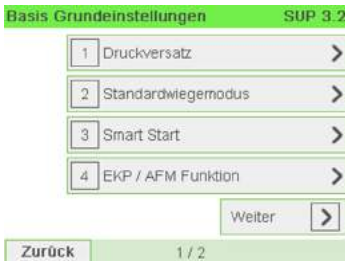 Basis Grundeinstellungen SUP 3.2
1 Druckversatz
2 Standardwiegemodus
3 Smart Start
4 EKP / AFM Funktion
Weiter
Zurück 1 / 2